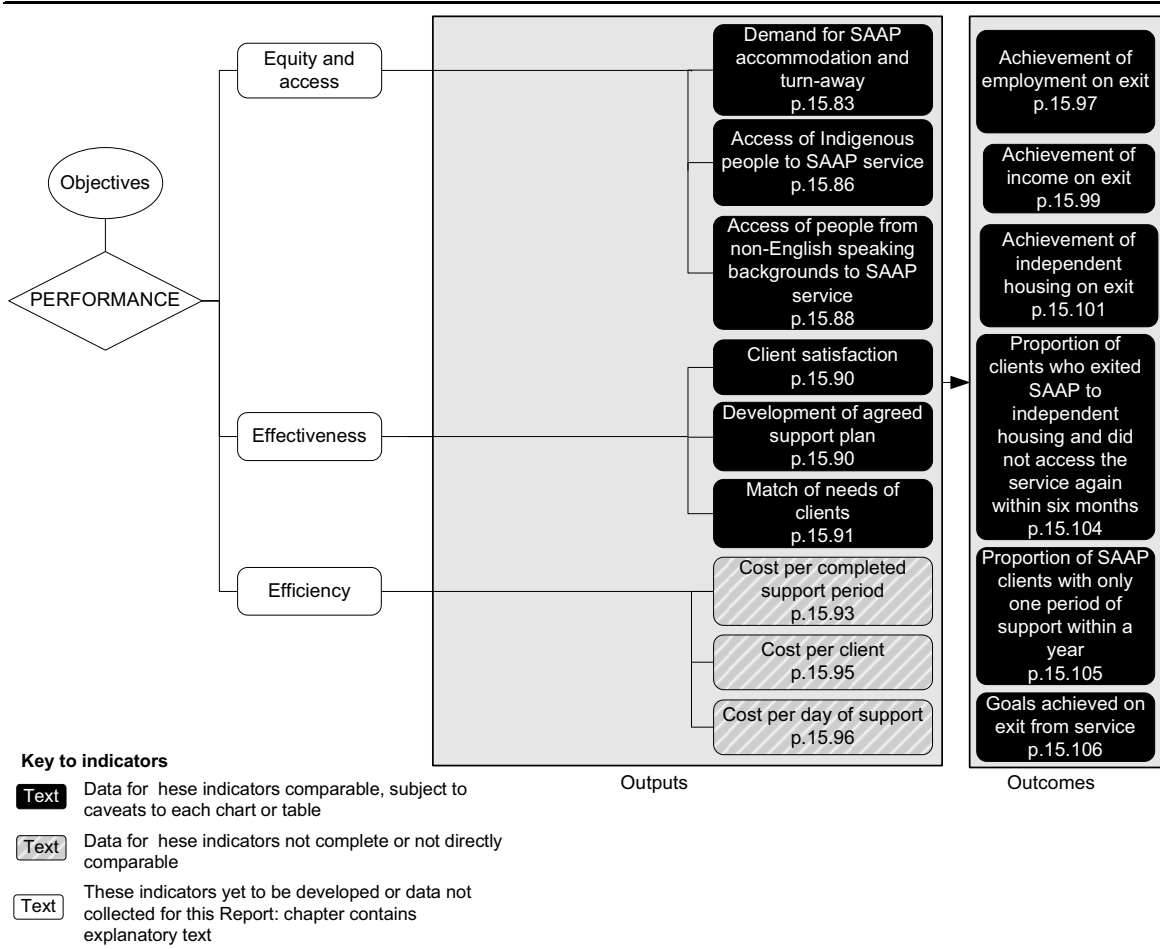 Objectives
PERFORMANCE
Equity and
access
Effectiveness
Efficiency
Demand for SAAP
accommodation and
turn-away
p.15.83
Access of Indigenous
people to SAAP service
p.15.86
Access of people from
non-English speaking
backgrounds to SAAP
service
p.15.88
Client satisfaction
p.15.90
Development of agreed
support plan
p.15.90
Match of needs of
clients
p.15.91
Cost per completed
support period
p.15.93
Cost per client
p.15.95
Cost per day of support
p.15.96
Outputs
Achievement of
employment on exit
p.15.97
Achievement of
income on exit
p.15.99
Achievement of
independent
housing on exit
p.15.101
Proportion of
clients who exited
SAAP to
independent
housing and did
not access the
service again
within six months
p.15.104
Proportion of SAAP
clients with only
one period of
support within a
year
p.15.105
Goals achieved on
exit from service
p.15.106
Outcomes
Key to indicators
Text
Data for hese indicators comparable, subject to
caveats to each chart or table
Text
Data for hese indicators not complete or not directly
comparable
Text
These indicators yet to be developed or data not
collected for this Report: chapter contains
explanatory text